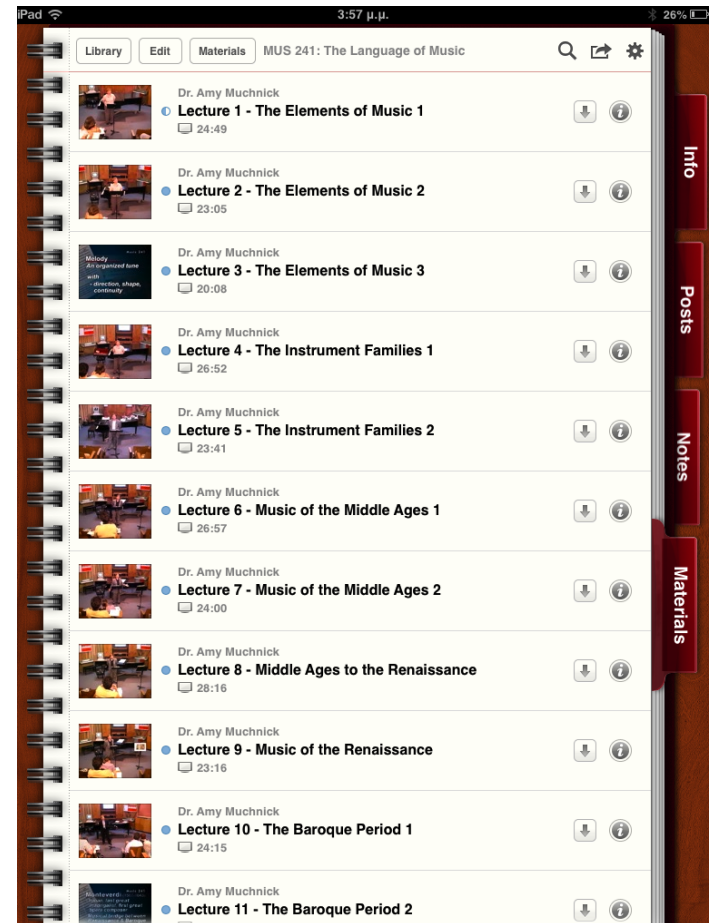 iPad 3:57 μ.μ. 26%
Library Edit Materials MUS 241: The Language of Music
Dr. Amy Muchnick
Lecture 1 - The Elements of Music 1
24:49
Dr. Amy Muchnick
Lecture 2 - The Elements of Music 2
23:05
Melody
An organized tune
with
- direction, shape,
continuity
Dr. Amy Muchnick
Lecture 3 - The Elements of Music 3
20:08
Dr. Amy Muchnick
Lecture 4 - The Instrument Families 1
26:52
Dr. Amy Muchnick
Lecture 5 - The Instrument Families 2
23:41
Dr. Amy Muchnick
Lecture 6 - Music of the Middle Ages 1
26:57
Dr. Amy Muchnick
Lecture 7 - Music of the Middle Ages 2
24:00
Dr. Amy Muchnick
Lecture 8 - Middle Ages to the Renaissance
28:16
Dr. Amy Muchnick
Lecture 9 - Music of the Renaissance
23:16
Dr. Amy Muchnick
Lecture 10 - The Baroque Period 1
24:15
Monteverdi
Dr. Amy Muchnick
Lecture 11 - The Baroque Period 2
Info
Posts
Notes
Materials